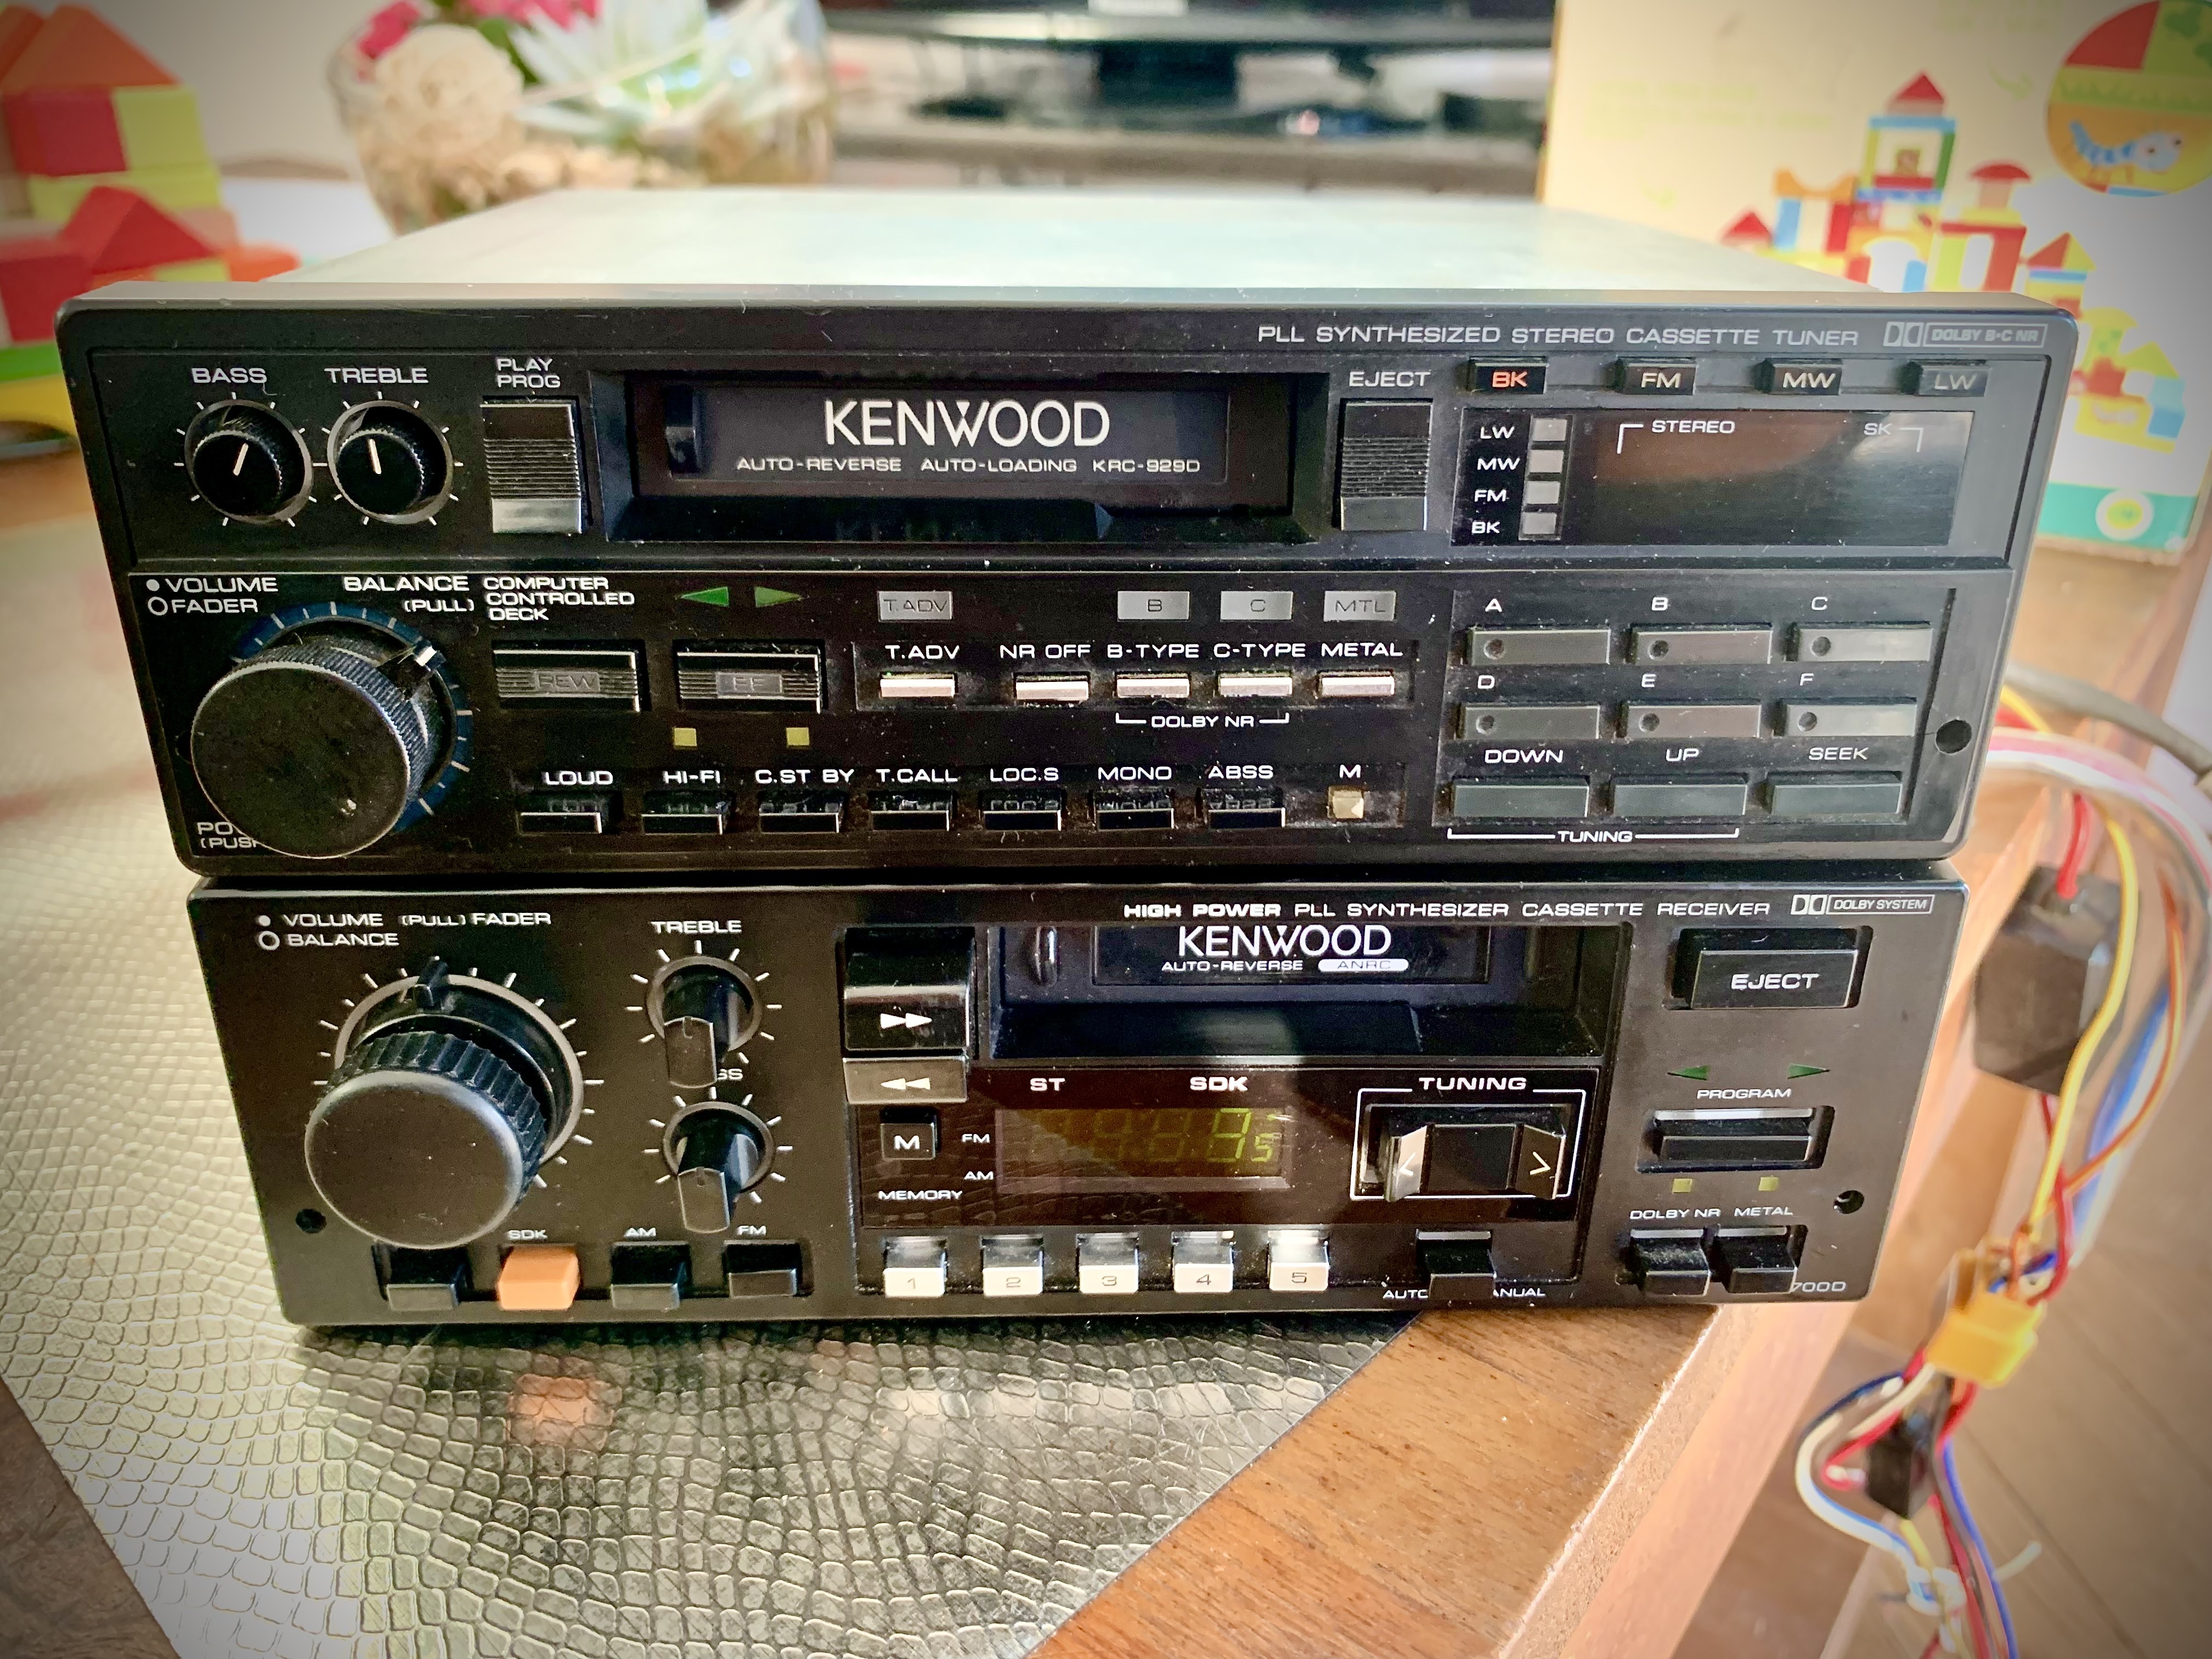 PLL SYNTHESIZED STEREO CASSETTE TUNER DOLBY B·C NR
BASS TREBLE PLAY PROG
KENWOOD
AUTO-REVERSE AUTO-LOADING KRC-929D
EJECT
BK FM MW LW
STEREO SK
LW
MW
FM
BK
VOLUME
FADER
BALANCE
(PULL)
COMPUTER
CONTROLLED
DECK
REW FF
T.ADV B C MTL
T.ADV NR OFF B-TYPE C-TYPE METAL
DOLBY NR
LOUD HI-FI C.ST BY T.CALL LOC.S MONO ABSS M
A B C
D E F
DOWN UP SEEK
TUNING
HIGH POWER PLL SYNTHESIZER CASSETTE RECEIVER DOLBY SYSTEM
VOLUME (PULL) FADER
BALANCE
TREBLE
KENWOOD
AUTO-REVERSE ANRC
EJECT
ST SDK
TUNING
M
FM
AM
MEMORY
< >
PROGRAM
DOLBY NR METAL
SDK AM FM
1 2 3 4 5
700D